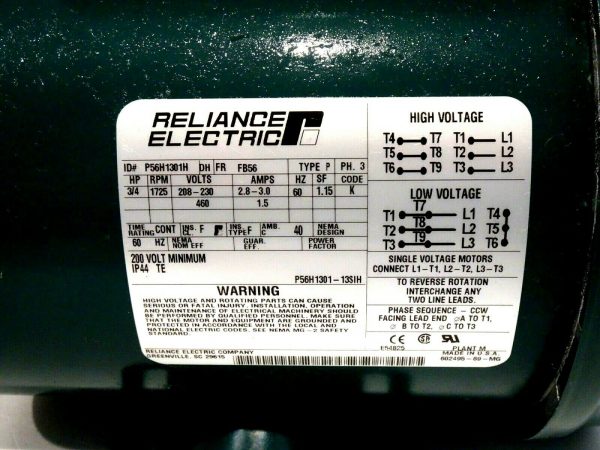 RELIANCE
ELECTRIC
ID# P56H1301H DH FR FB56 TYPE P PH. 3
HP RPM VOLTS AMPS HZ SF CODE
3/4 1725 208-230 2.8-3.0 60 1.15 K
460 1.5
TIME RATING CONT INS. CL. F INS. TYPE F AMB. C 40 NEMA DESIGN
60 HZ NEMA NOM EFF GUAR. EFF. POWER FACTOR
200 VOLT MINIMUM
IP44 TE
P56H1301-13SIH
WARNING
HIGH VOLTAGE AND ROTATING PARTS CAN CAUSE
SERIOUS OR FATAL INJURY. INSTALLATION, OPERATION
AND MAINTENANCE OF ELECTRICAL MACHINERY SHOULD
BE PERFORMED BY QUALIFIED PERSONNEL. MAKE SURE
THAT THE MOTOR AND EQUIPMENT ARE GROUNDED AND
PROTECTED IN ACCORDANCE WITH THE LOCAL AND
NATIONAL ELECTRIC CODES. SEE NEMA MG-2 SAFETY
STANDARD.
RELIANCE ELECTRIC COMPANY
GREENVILLE, SC 29615
HIGH VOLTAGE
T4 T7 T1 L1
T5 T8 T2 L2
T6 T9 T3 L3
LOW VOLTAGE
T7
T1 L1 T4
T8
T2 L2 T5
T9
T3 L3 T6
SINGLE VOLTAGE MOTORS
CONNECT L1-T1, L2-T2, L3-T3
TO REVERSE ROTATION
INTERCHANGE ANY
TWO LINE LEADS.
PHASE SEQUENCE - CCW
FACING LEAD END ⌀A TO T1,
⌀ B TO T2, ⌀ C TO T3
CE SA UL
E54825 PLANT M
MADE IN U.S.A.
602495-69-MG